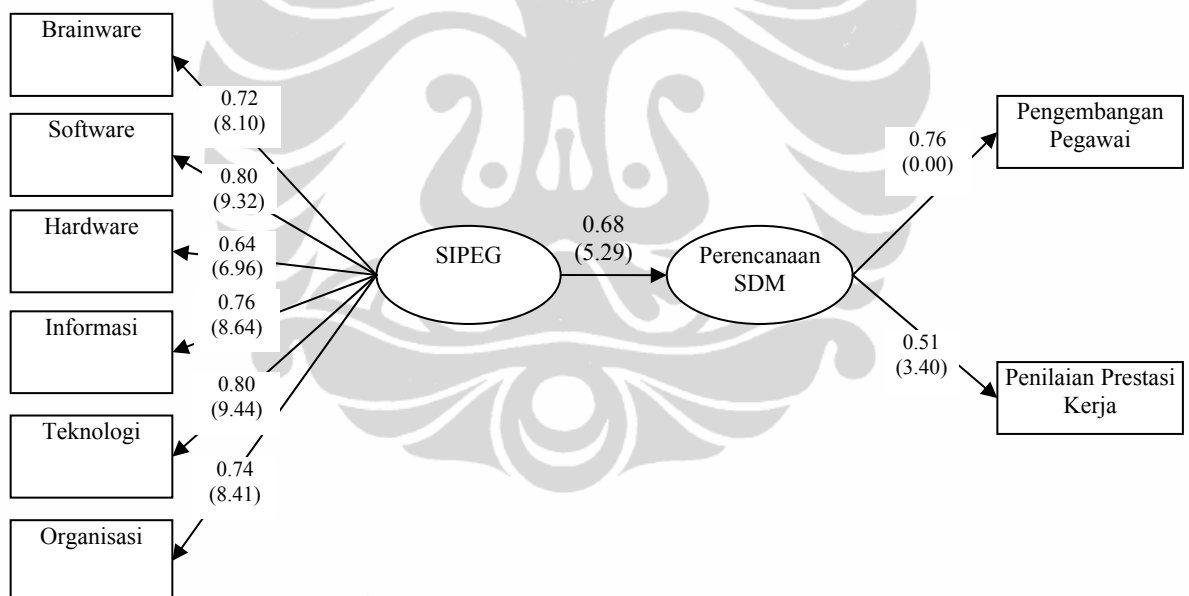 Brainware
0.72
(8.10)
Software
0.80
(9.32)
Hardware
0.64
(6.96)
0.76
(8.64)
Informasi
0.80
(9.44)
Teknologi
0.74
(8.41)
Organisasi
SIPEG
0.68
(5.29)
Perencanaan
SDM
0.76
(0.00)
Pengembangan
Pegawai
0.51
(3.40)
Penilaian Prestasi
Kerja